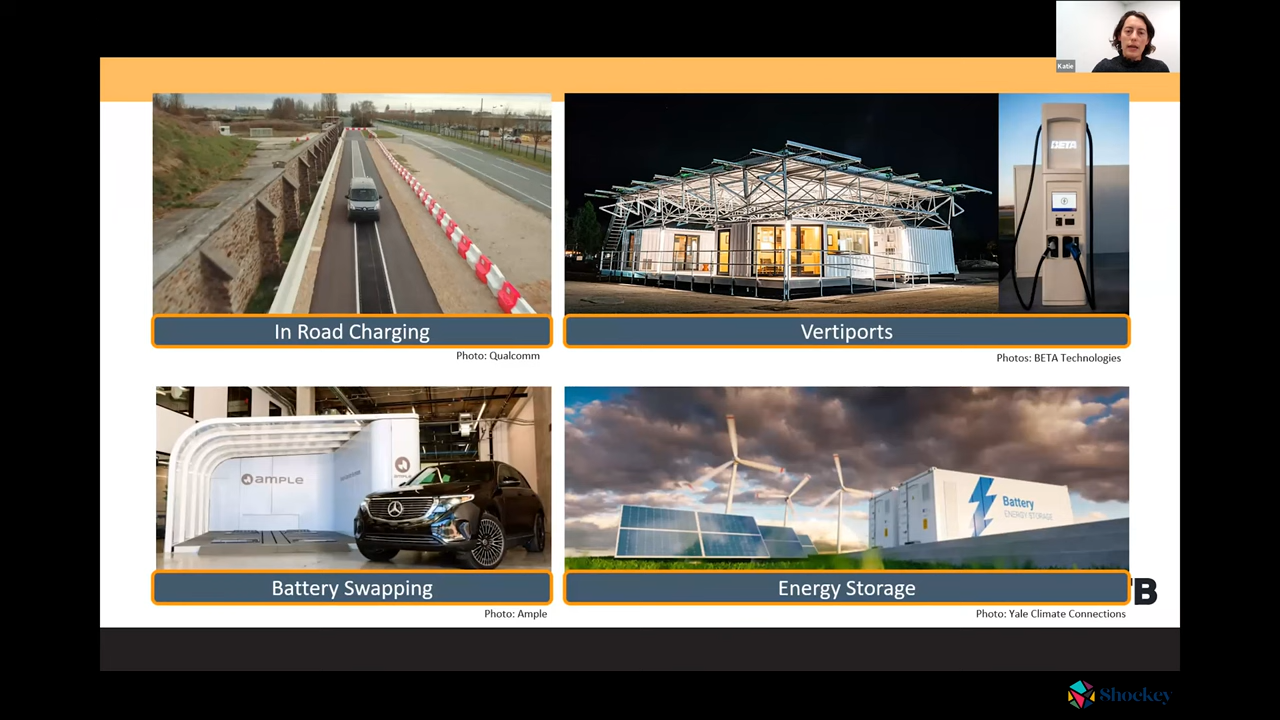 Katie
BETA
In Road Charging
Vertiports
Photo: Qualcomm
Photos: BETA Technologies
AMPLE
Battery
ENERGY STORAGE
Battery Swapping
Energy Storage
B
Photo: Ample
Photo: Yale Climate Connections
Shockey